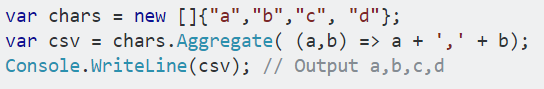 var chars = new []{"a","b","c", "d"};
var csv = chars.Aggregate( (a,b) => a + ',' + b);
Console.WriteLine(csv); // Output a,b,c,d